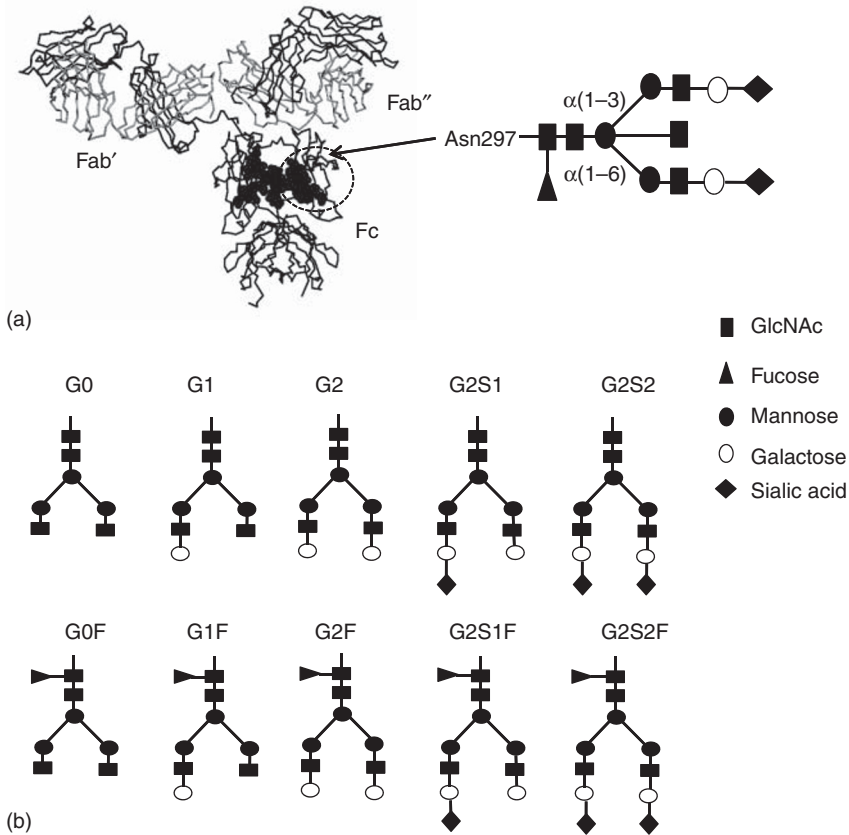 Fab′
Fab″
Fc
Asn297
α(1–3)
α(1–6)
(a)
GlcNAc
Fucose
Mannose
Galactose
Sialic acid
G0 G1 G2 G2S1 G2S2
G0F G1F G2F G2S1F G2S2F
(b)